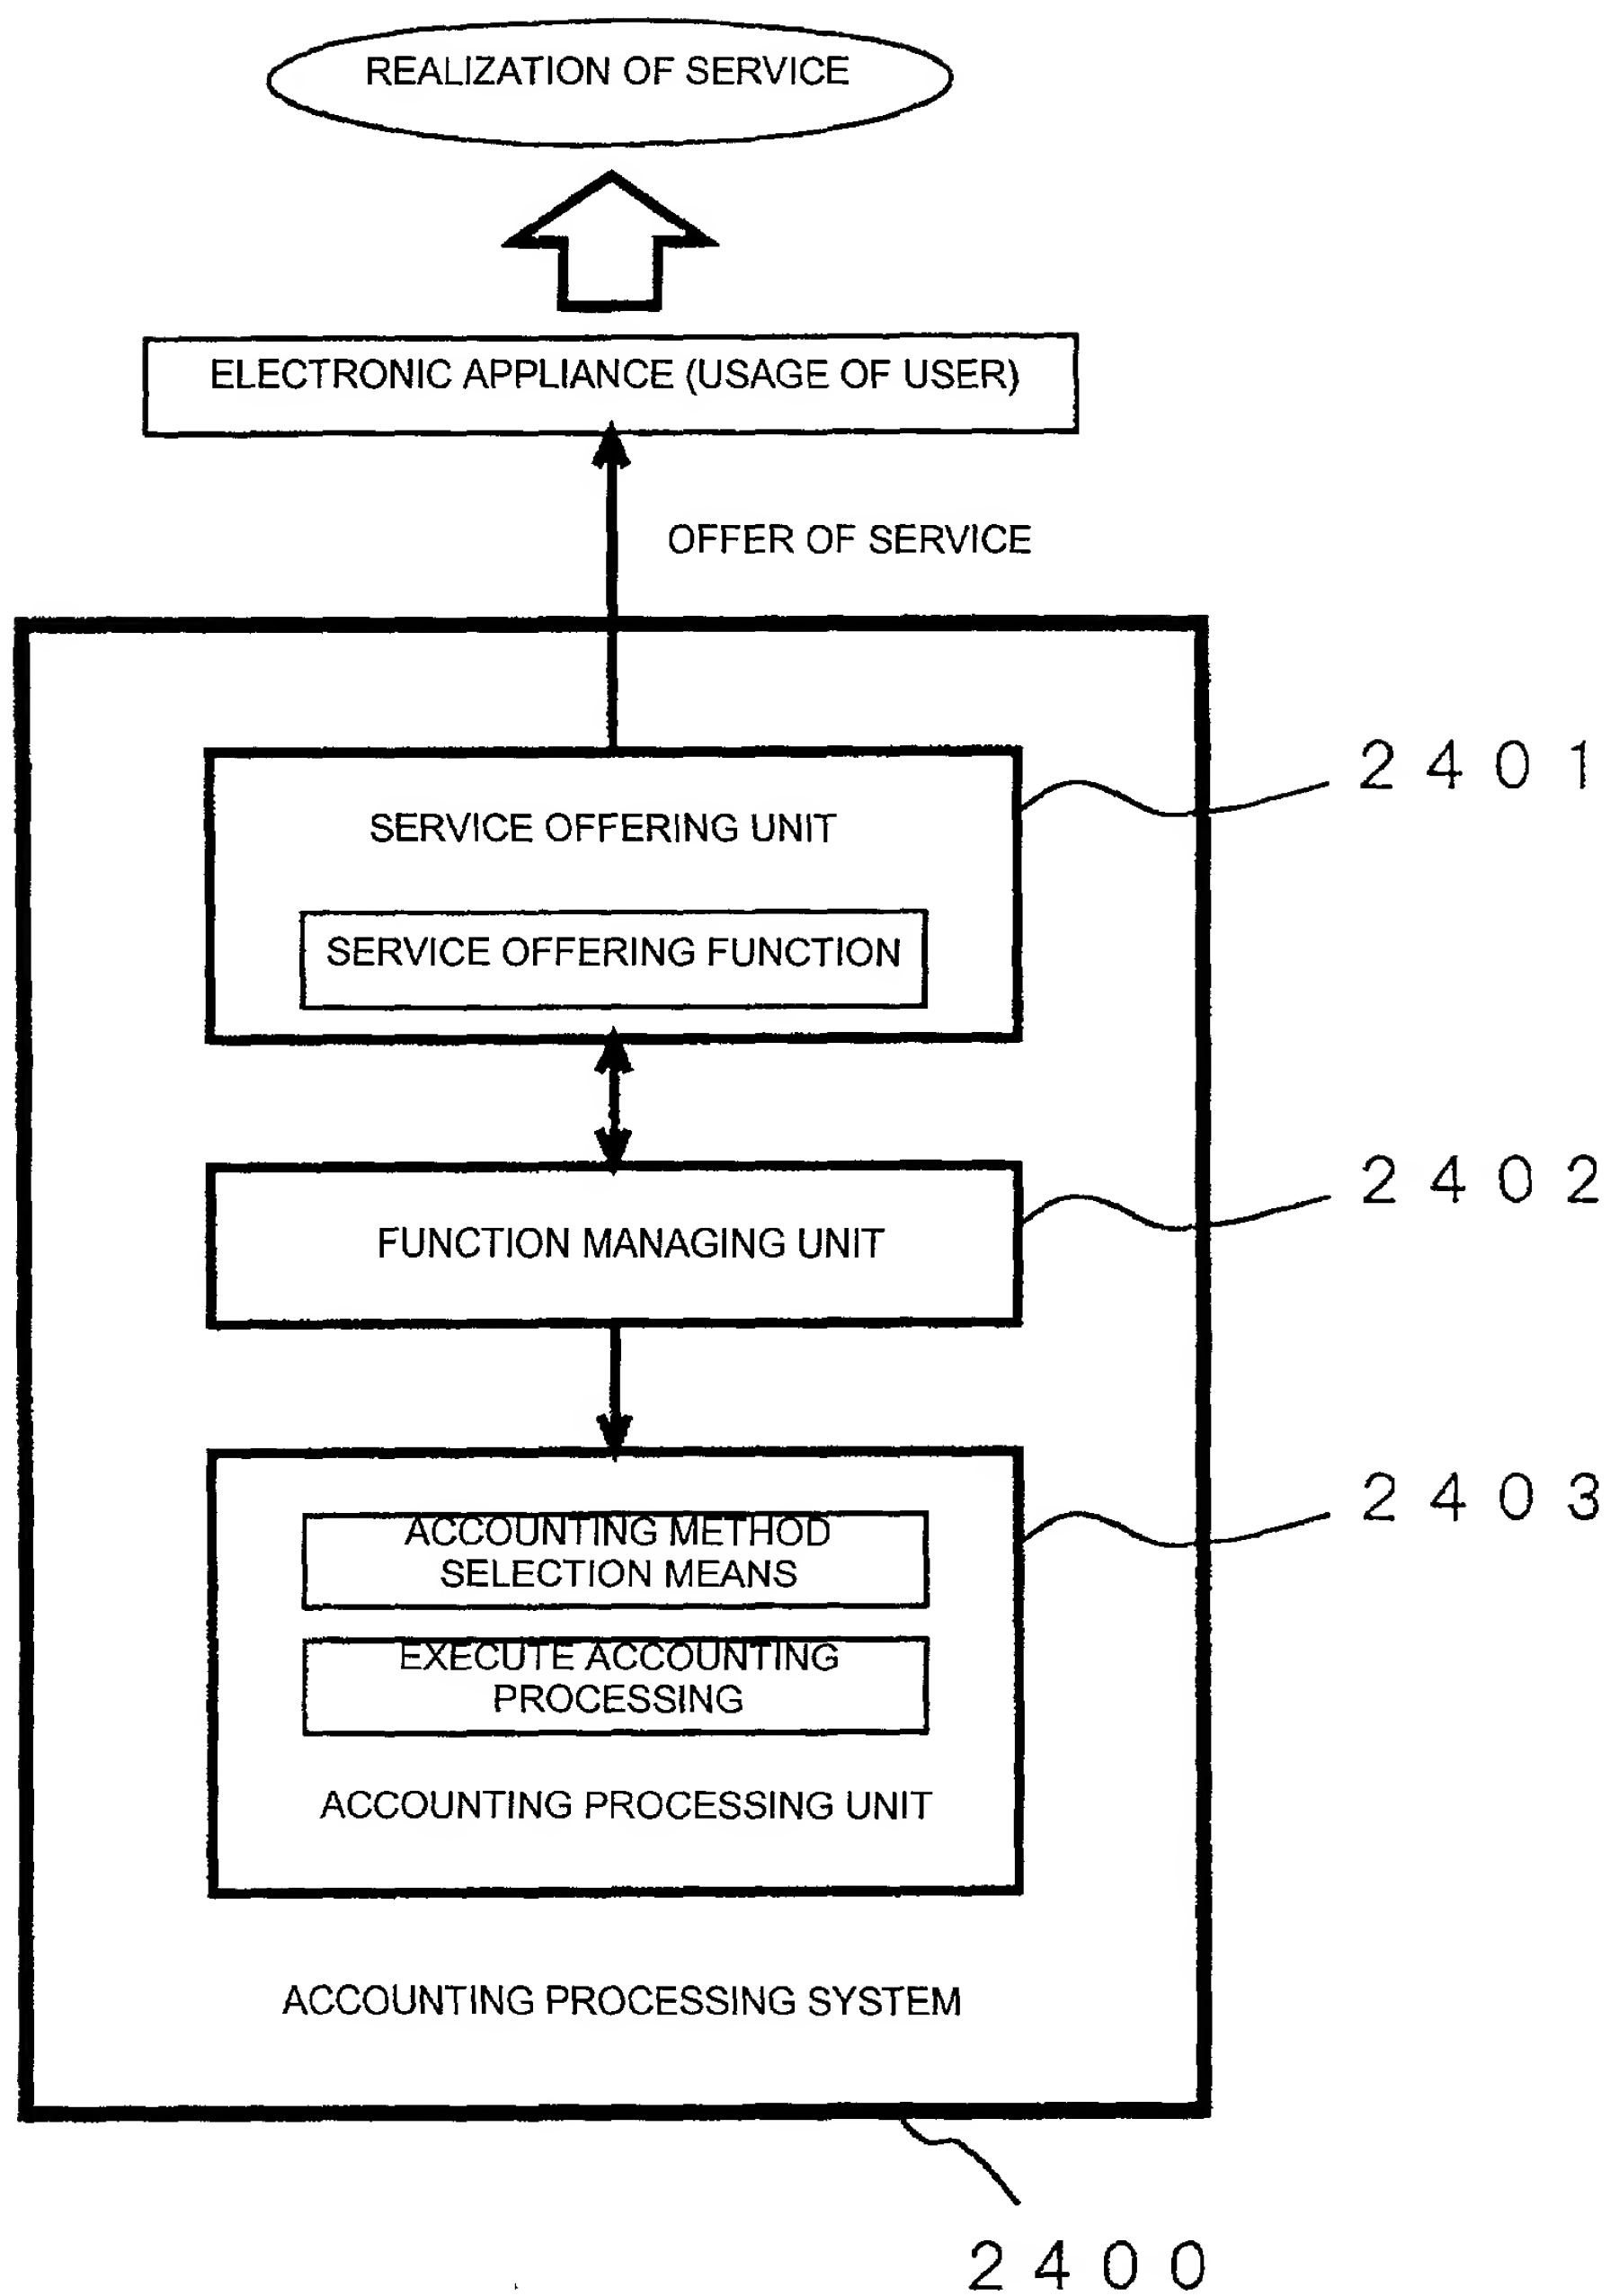 REALIZATION OF SERVICE
ELECTRONIC APPLIANCE (USAGE OF USER)
OFFER OF SERVICE
2401
SERVICE OFFERING UNIT
SERVICE OFFERING FUNCTION
2402
FUNCTION MANAGING UNIT
2403
ACCOUNTING METHOD
SELECTION MEANS
EXECUTE ACCOUNTING
PROCESSING
ACCOUNTING PROCESSING UNIT
ACCOUNTING PROCESSING SYSTEM
2400